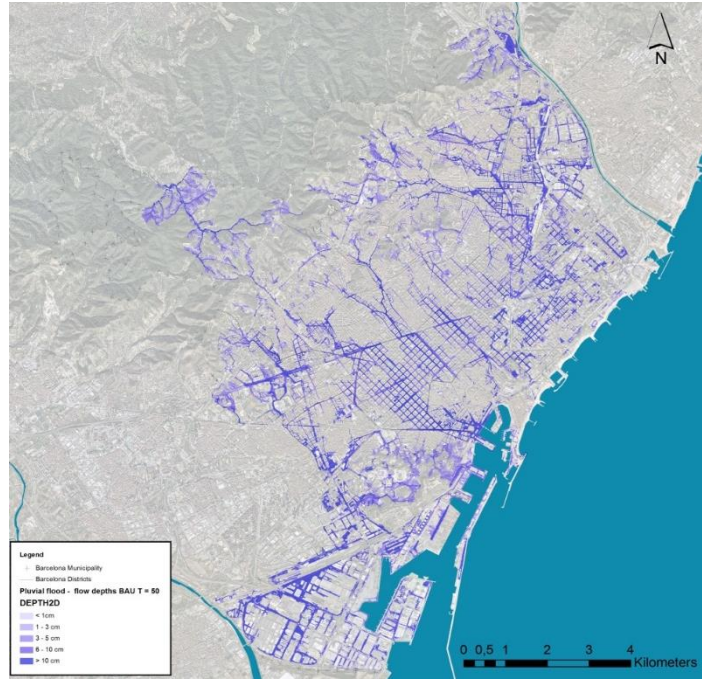 N
Legend
Barcelona Municipality
Barcelona Districts
Pluvial flood - flow depths BAU T = 50
DEPTH2D
< 1cm
1 - 3 cm
3 - 5 cm
6 - 10 cm
> 10 cm
0 0,5 1 2 3 4
Kilometers